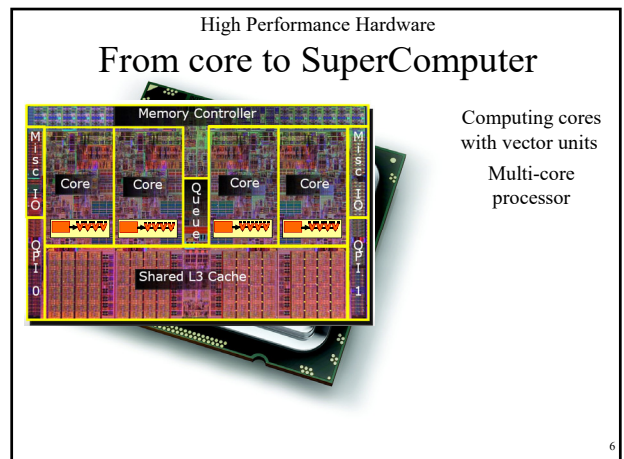 High Performance Hardware
From core to SuperComputer
Memory Controller
Misc IO
Core
Core
Queue
Core
Core
Misc IO
QPI 0
Shared L3 Cache
QPI 1
Computing cores
with vector units
Multi-core
processor
6